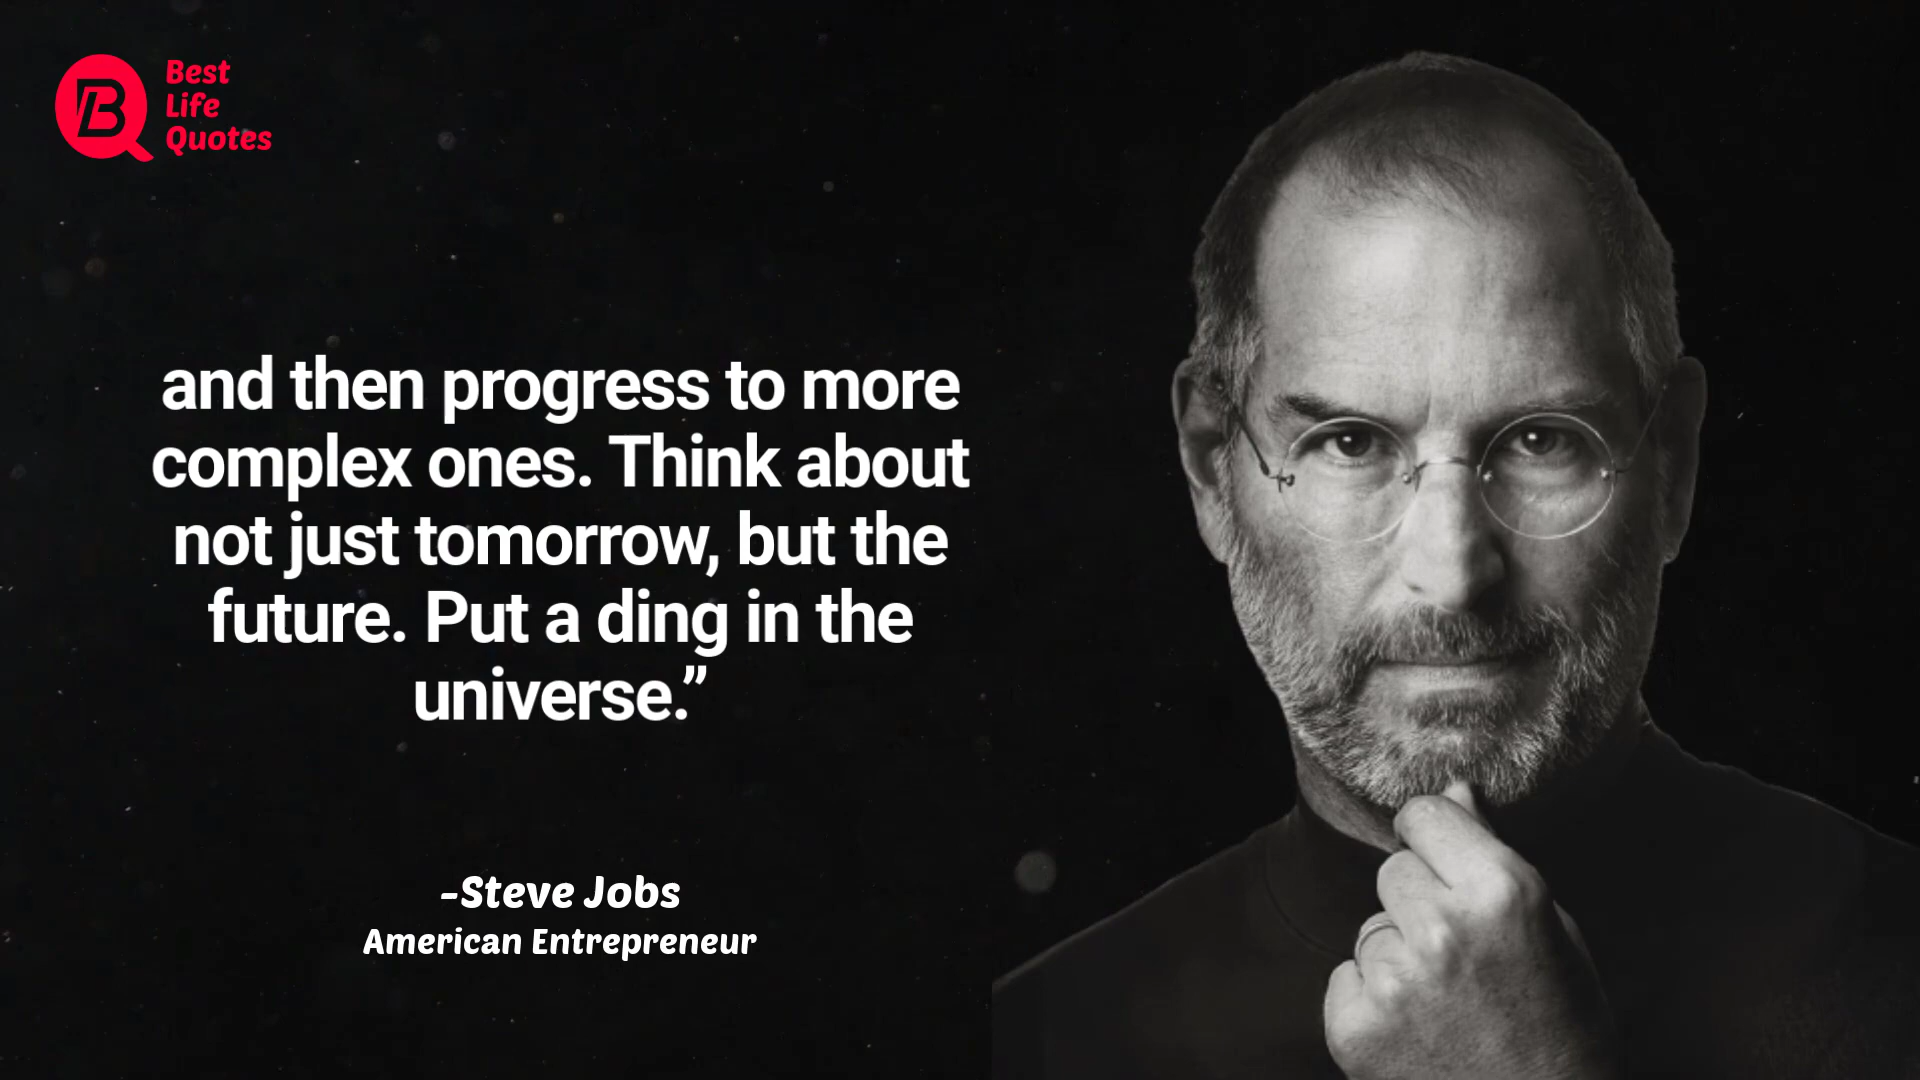 Best
Life
Quotes
and then progress to more
complex ones. Think about
not just tomorrow, but the
future. Put a ding in the
universe.”
-Steve Jobs
American Entrepreneur